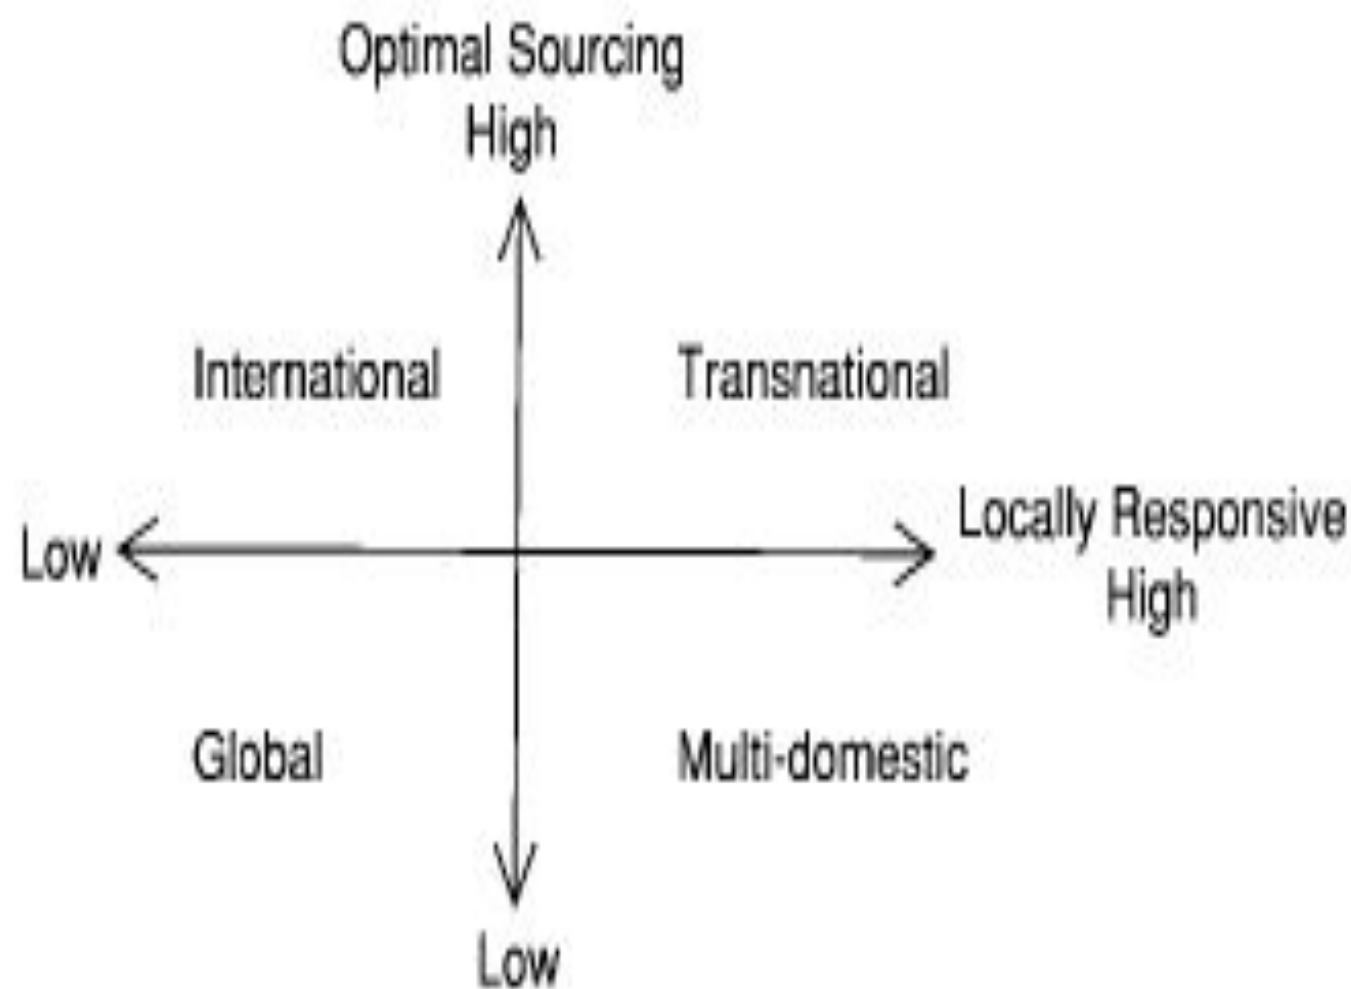 Optimal Sourcing
High
International
Transnational
Low
Locally Responsive
High
Global
Multi-domestic
Low